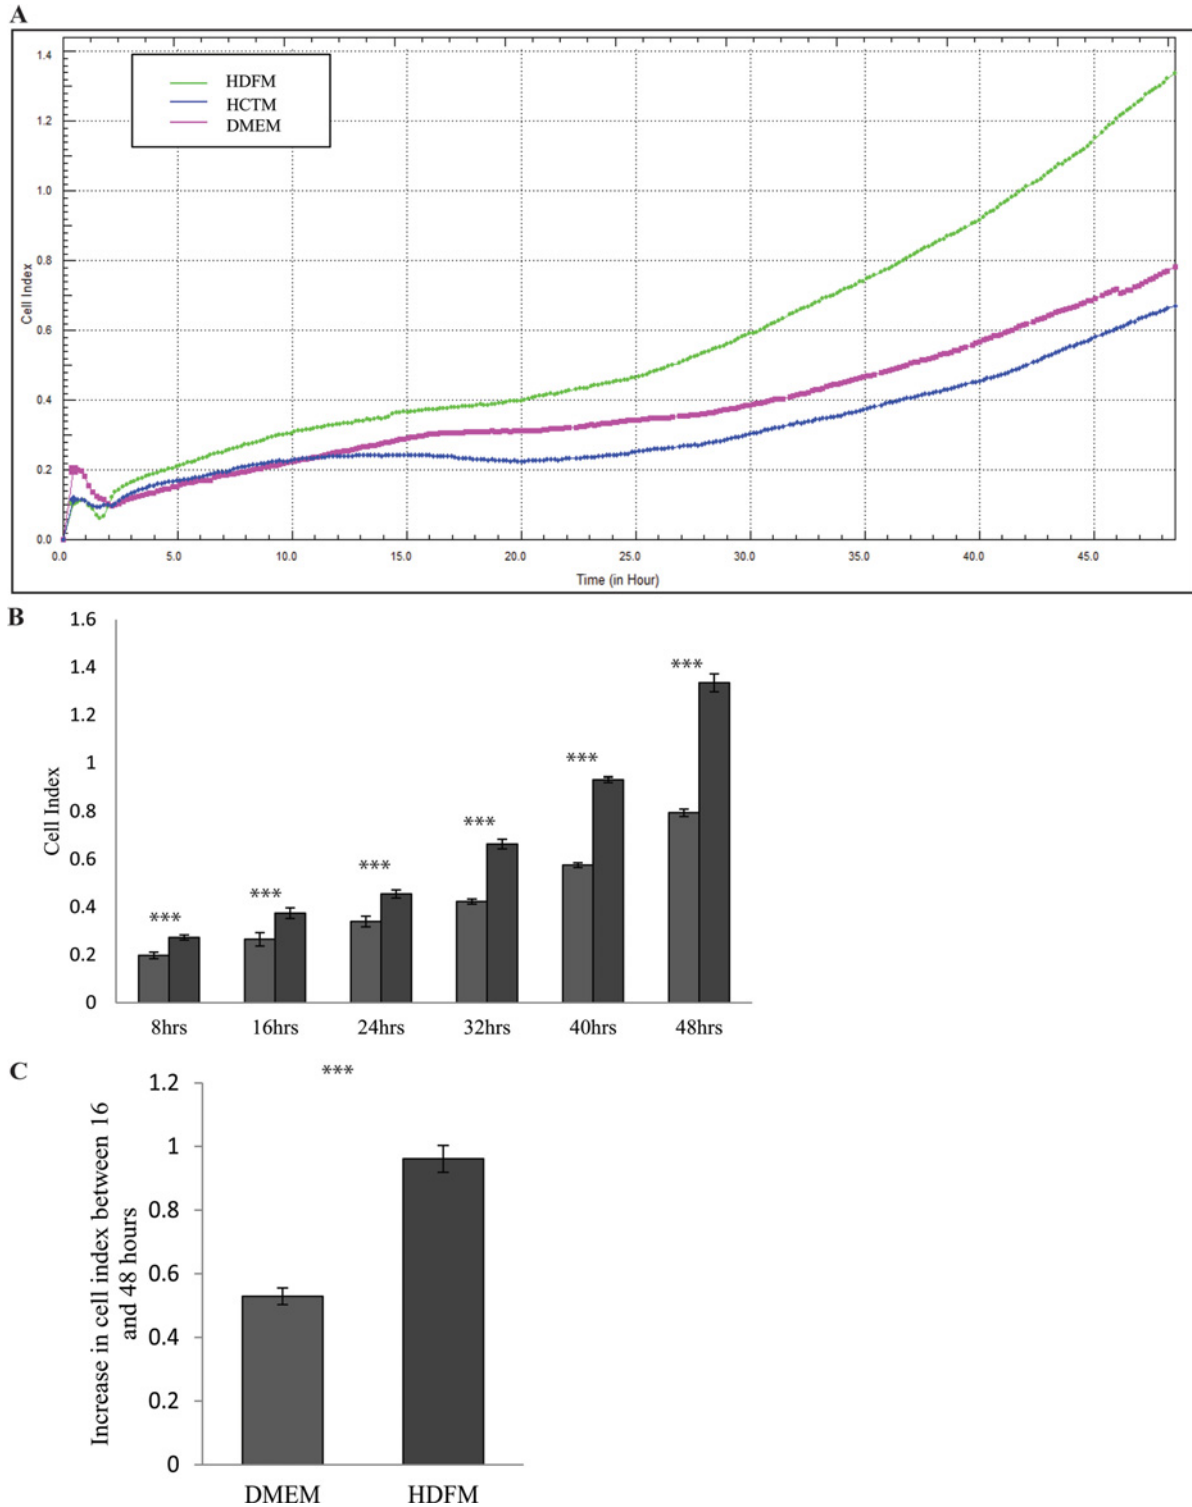 A
1.4
1.2
1.0
0.8
0.6
0.4
0.2
0.0
Cell Index
HDFM
HCTM
DMEM
0.0 5.0 10.0 15.0 20.0 25.0 30.0 35.0 40.0 45.0
Time (in Hour)
B
1.6
1.4
1.2
1
0.8
0.6
0.4
0.2
0
Cell Index
*** *** *** *** *** ***
8hrs 16hrs 24hrs 32hrs 40hrs 48hrs
C
***
1.2
1
0.8
0.6
0.4
0.2
0
Increase in cell index between 16
and 48 hours
DMEM HDFM